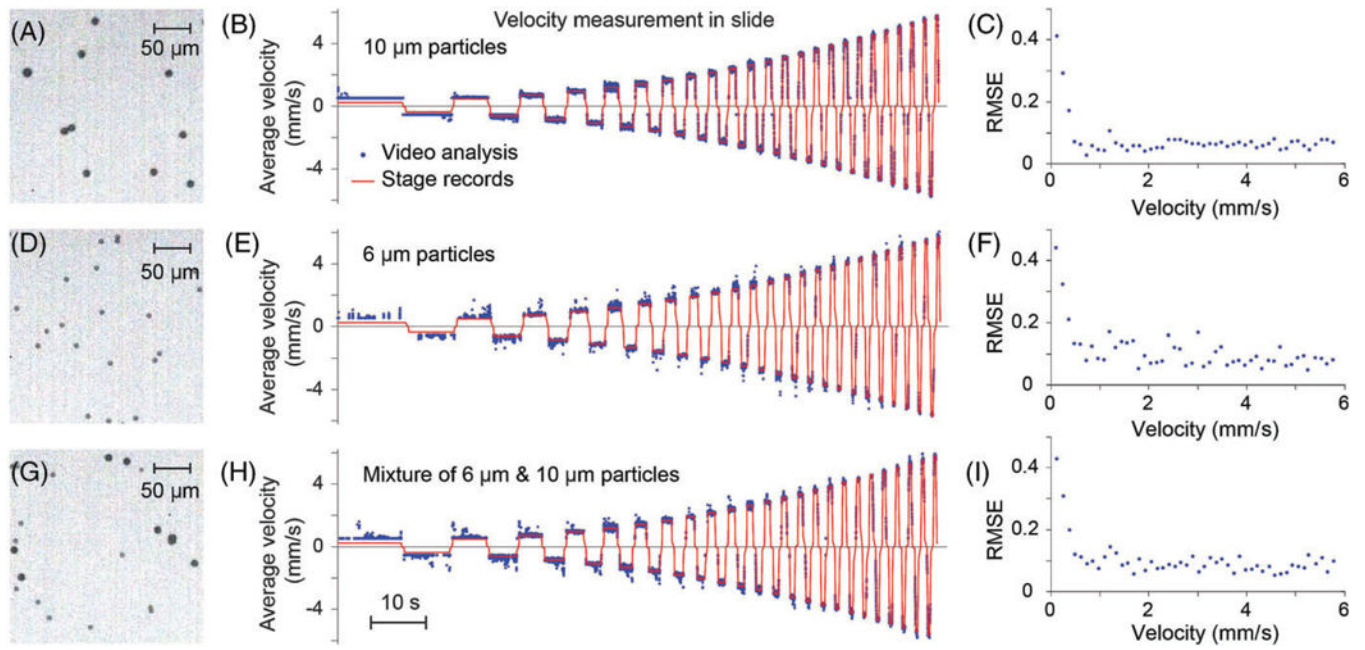 (A)
50 µm
(B)
Velocity measurement in slide
10 µm particles
Average velocity
(mm/s)
4
0
-4
Video analysis
Stage records
(C)
RMSE
0.4
0.2
0
0
2
4
6
Velocity (mm/s)
(D)
50 µm
(E)
6 µm particles
Average velocity
(mm/s)
4
0
-4
(F)
RMSE
0.4
0.2
0
0
2
4
6
Velocity (mm/s)
(G)
50 µm
(H)
Mixture of 6 µm & 10 µm particles
Average velocity
(mm/s)
4
0
-4
10 s
(I)
RMSE
0.4
0.2
0
0
2
4
6
Velocity (mm/s)